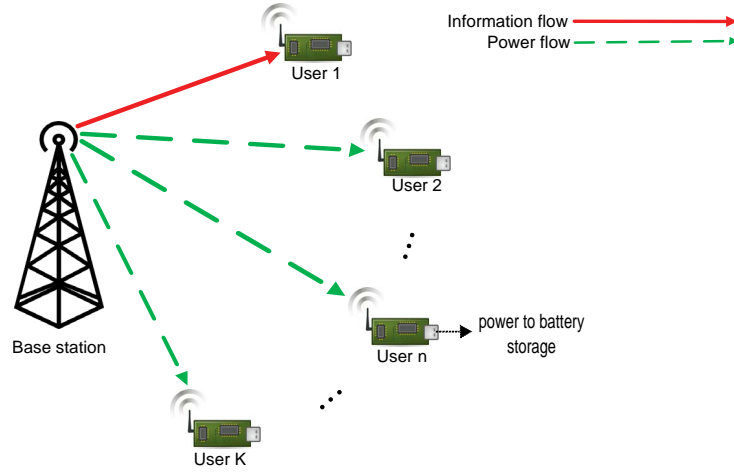 Information flow
Power flow
User 1
User 2
User n
power to battery
storage
Base station
User K